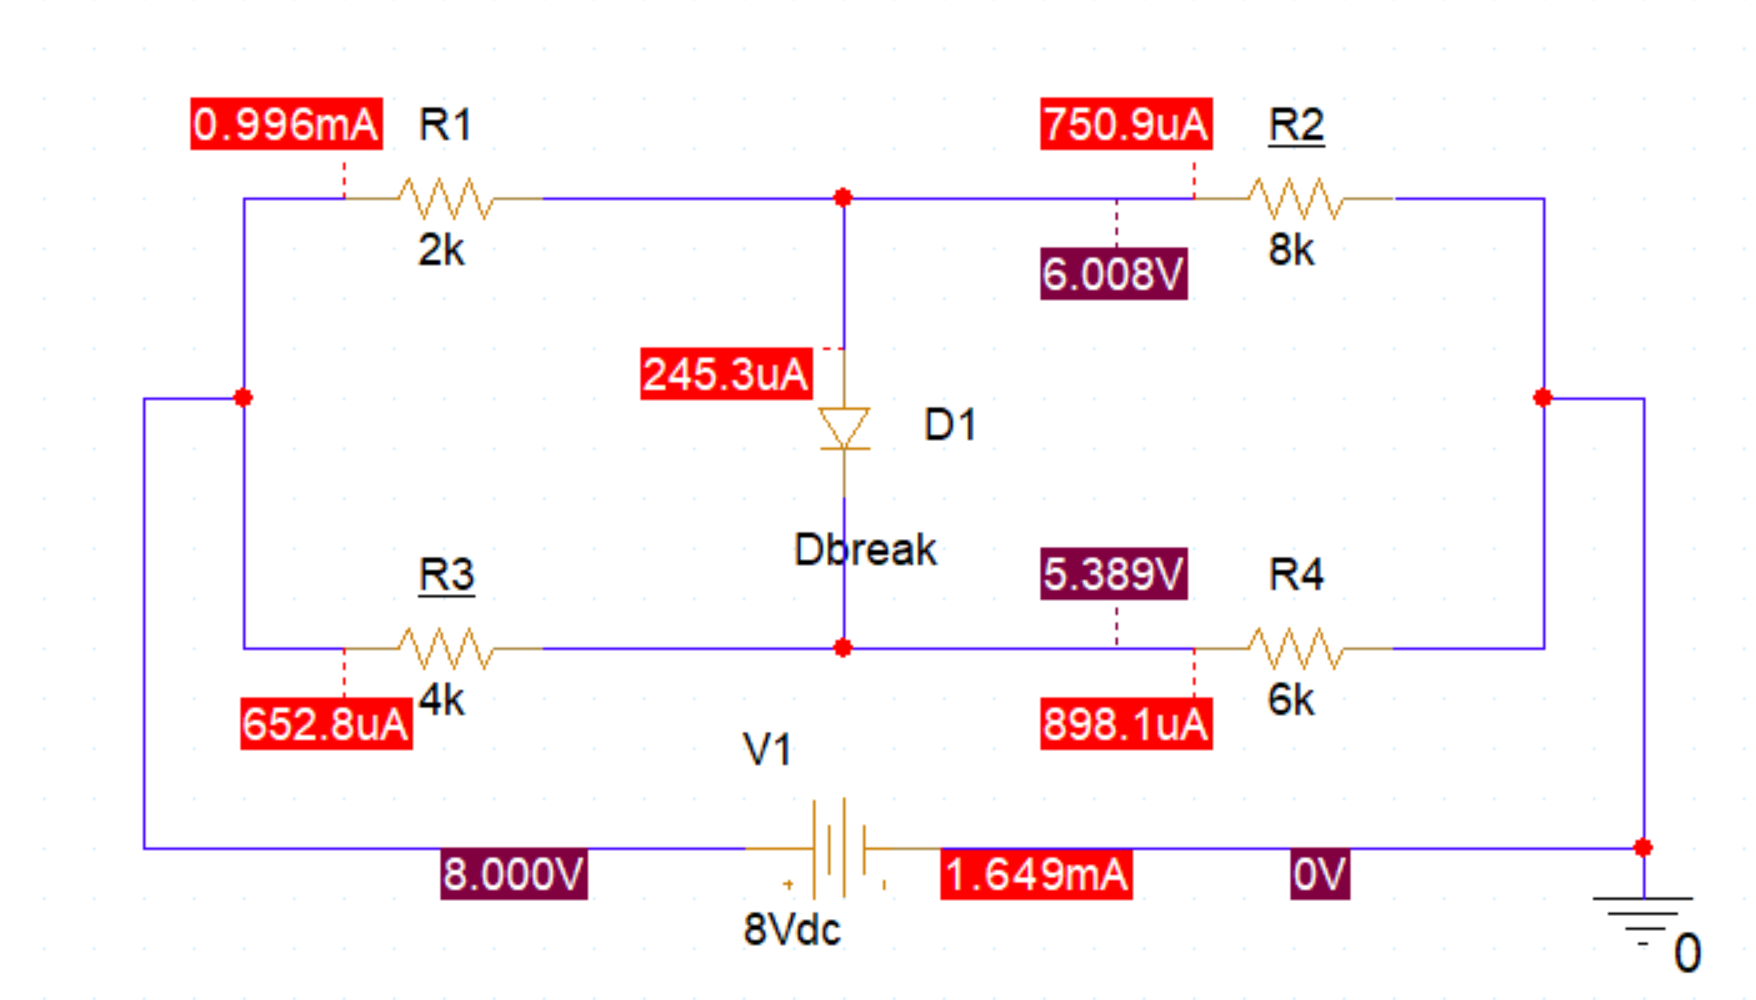 0.996mA
R1
750.9uA
R2
2k
8k
6.008V
245.3uA
D1
Dbreak
R3
5.389V
R4
4k
6k
652.8uA
898.1uA
V1
8.000V
+
-
1.649mA
0V
8Vdc
0